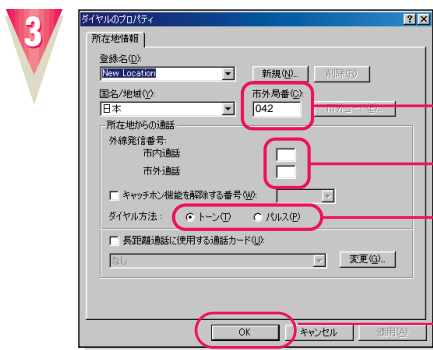 3
ダイヤルのプロパティ
所在地情報
登録名(D):
New Location
新規(N)...
削除(R)
国名/地域(Y):
市外局番(C):
日本
042
市外コード(E)...
所在地からの通話
外線発信番号:
市内通話
市外通話
キャッチホン機能を解除する番号(W):
ダイヤル方法:
トーン(T)
パルス(P)
長距離通話に使用する通話カード(U):
なし
変更(G)...
OK
キャンセル
適用(A)